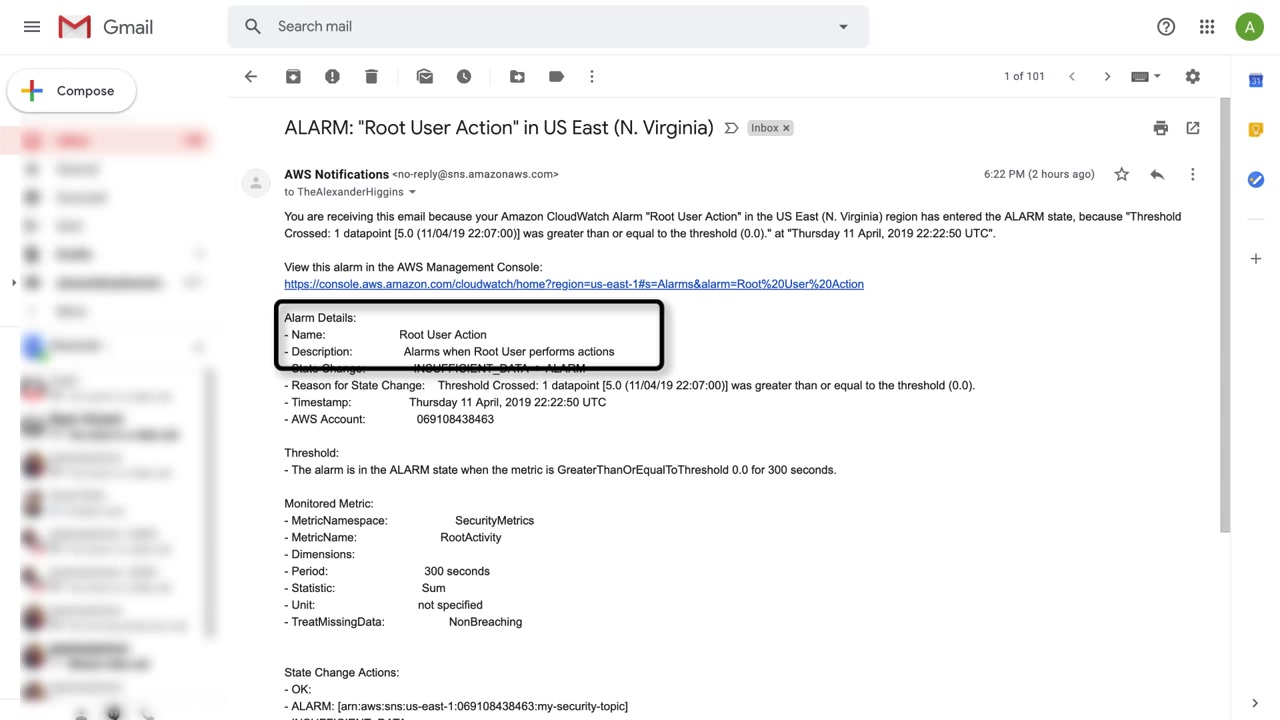 Gmail
Search mail
Compose
1 of 101
31
ALARM: "Root User Action" in US East (N. Virginia)
Inbox ×
A
AWS Notifications <no-reply@sns.amazonaws.com>
6:22 PM (2 hours ago)
to TheAlexanderHiggins
You are receiving this email because your Amazon CloudWatch Alarm "Root User Action" in the US East (N. Virginia) region has entered the ALARM state, because "Threshold
Crossed: 1 datapoint [5.0 (11/04/19 22:07:00)] was greater than or equal to the threshold (0.0)." at "Thursday 11 April, 2019 22:22:50 UTC".
View this alarm in the AWS Management Console:
https://console.aws.amazon.com/cloudwatch/home?region=us-east-1#s=Alarms&alarm=Root%20User%20Action
Alarm Details:
- Name: Root User Action
- Description: Alarms when Root User performs actions
- State Change: INSUFFICIENT_DATA -> ALARM
- Reason for State Change: Threshold Crossed: 1 datapoint [5.0 (11/04/19 22:07:00)] was greater than or equal to the threshold (0.0).
- Timestamp: Thursday 11 April, 2019 22:22:50 UTC
- AWS Account: 069108438463
Threshold:
- The alarm is in the ALARM state when the metric is GreaterThanOrEqualToThreshold 0.0 for 300 seconds.
Monitored Metric:
- MetricNamespace: SecurityMetrics
- MetricName: RootActivity
- Dimensions:
- Period: 300 seconds
- Statistic: Sum
- Unit: not specified
- TreatMissingData: NonBreaching
State Change Actions:
- OK:
- ALARM: [arn:aws:sns:us-east-1:069108438463:my-security-topic]
- INSUFFICIENT_DATA: